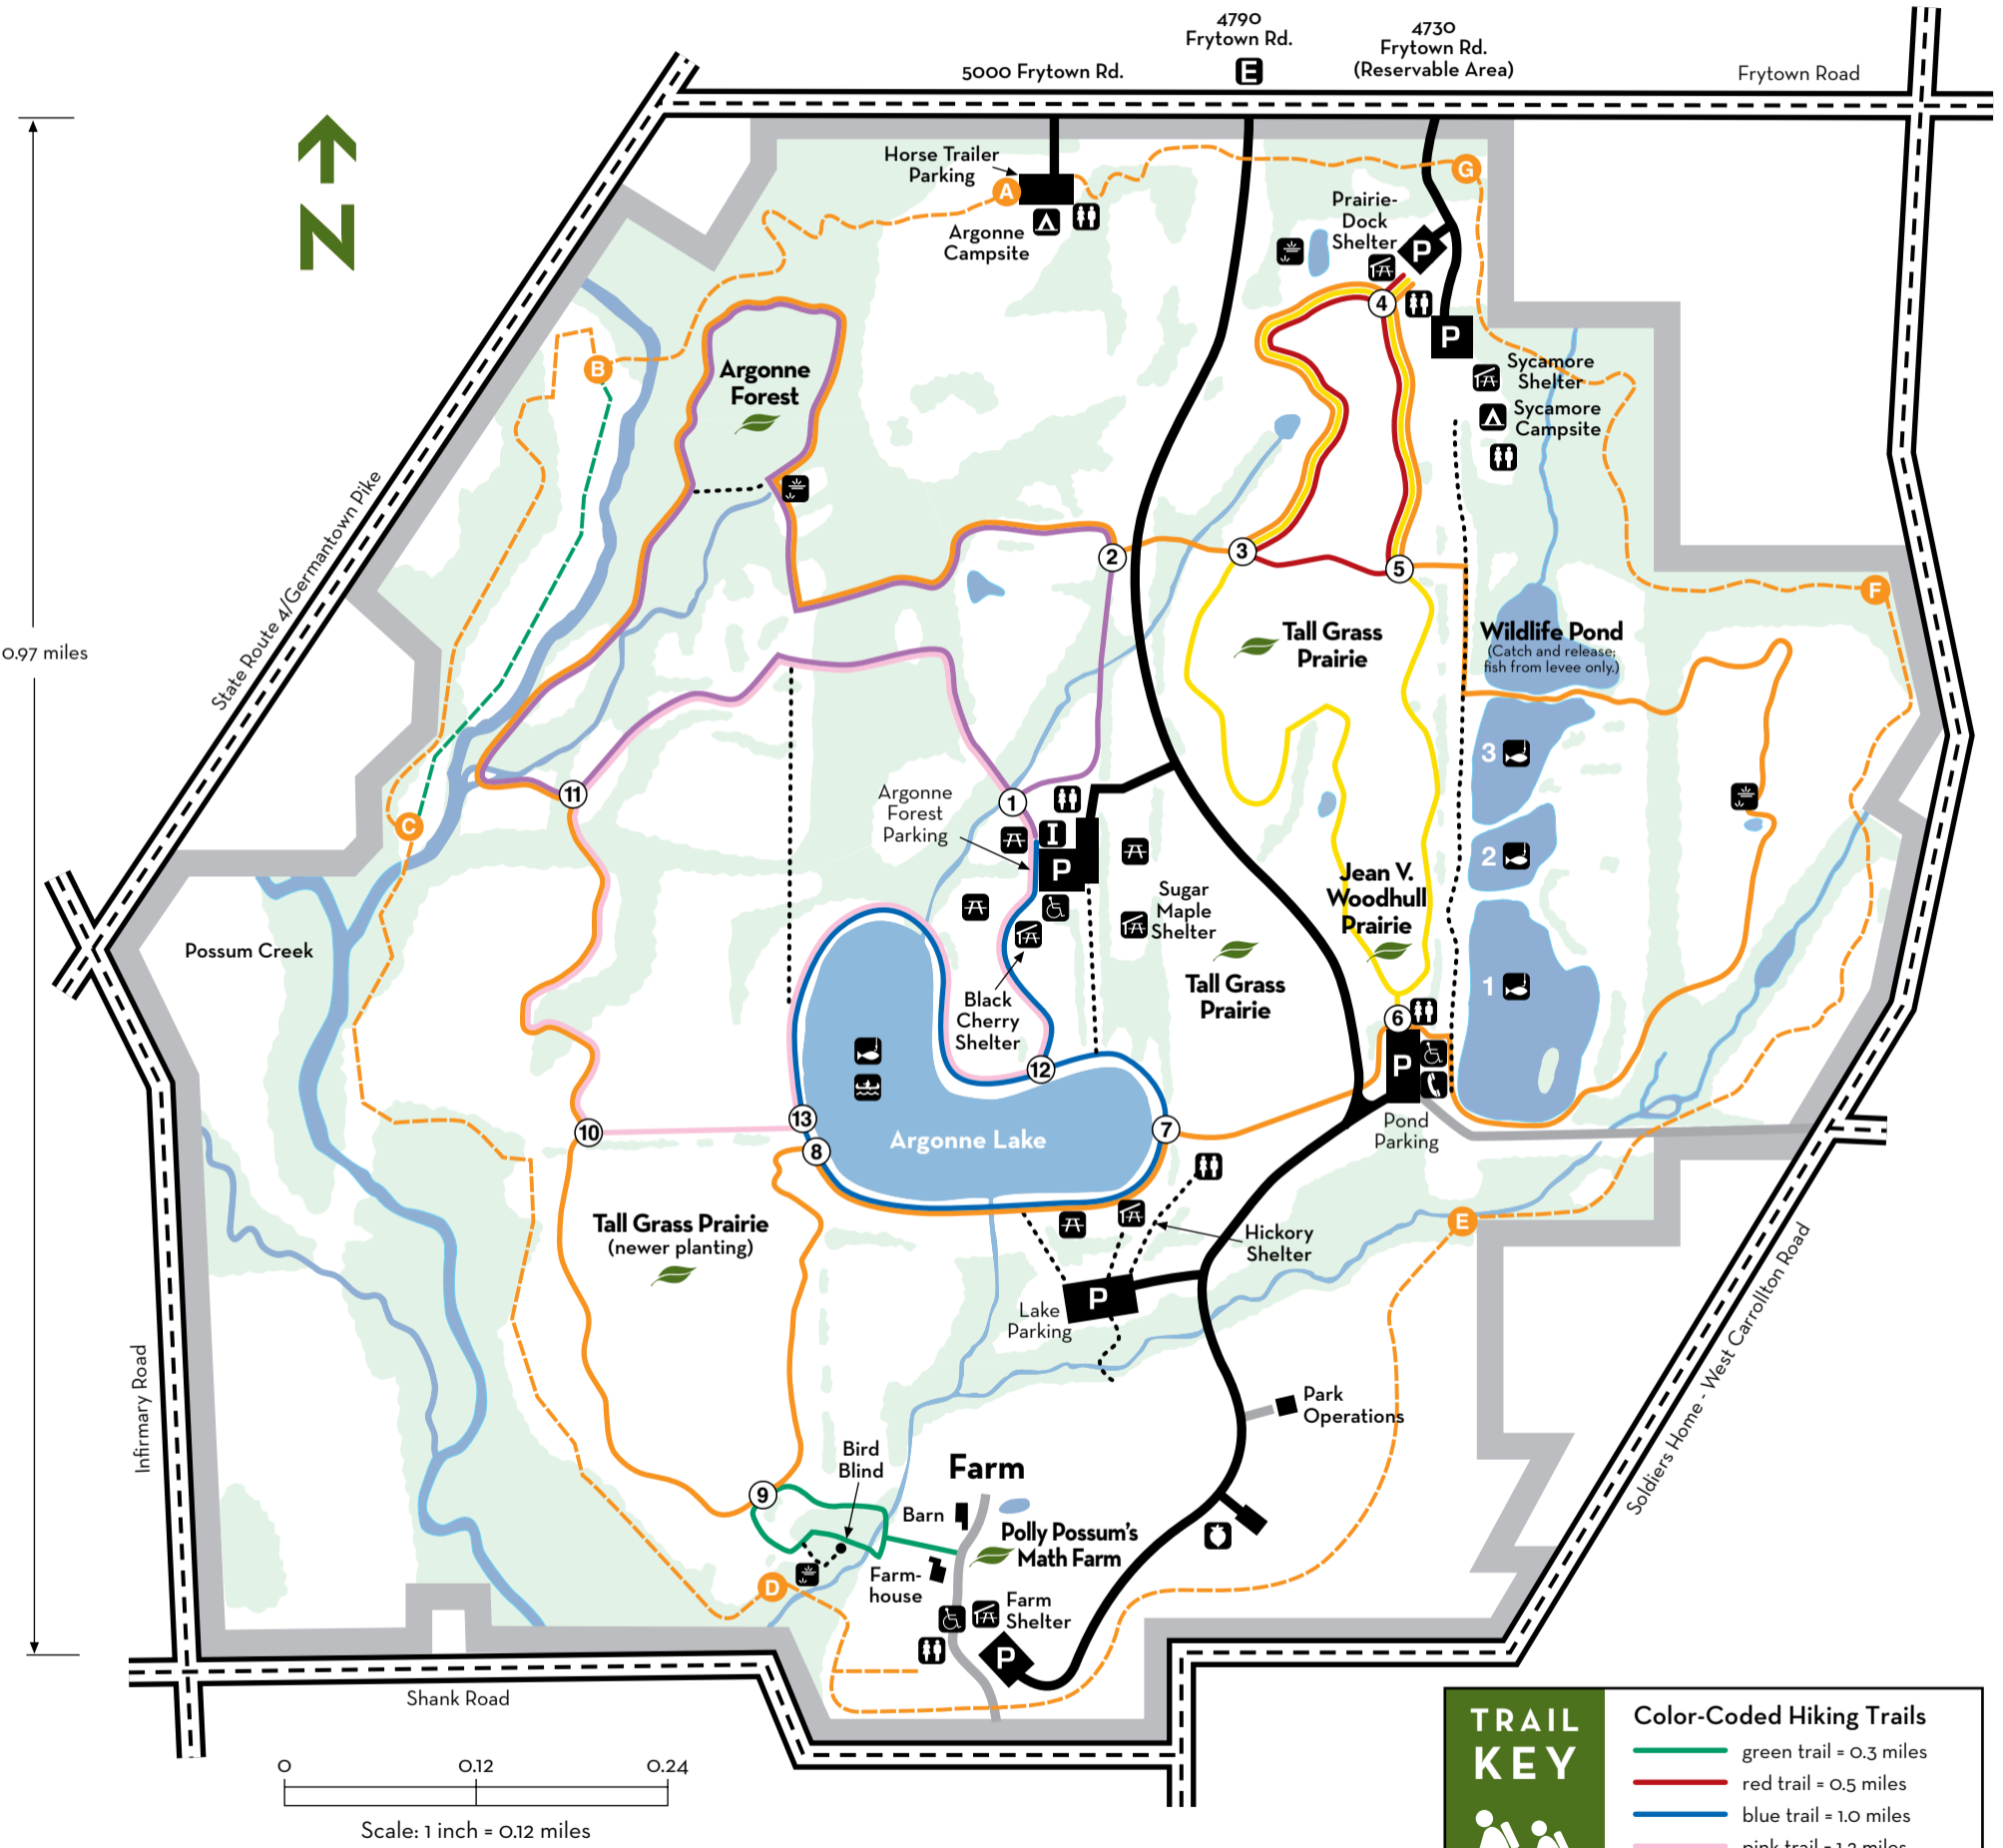 4790
Frytown Rd.
E
4730
Frytown Rd.
(Reservable Area)
5000 Frytown Rd.
Frytown Road
N
Horse Trailer
Parking
A
G
Argonne
Campsite
Prairie-
Dock
Shelter
P
4
P
B
Argonne
Forest
Sycamore
Shelter
Sycamore
Campsite
State Route 4/Germantown Pike
0.97 miles
2
3
5
F
Tall Grass
Prairie
Wildlife Pond
(Catch and release;
fish from levee only.)
3
11
1
C
Argonne
Forest
Parking
I
P
2
Jean V.
Woodhull
Prairie
Sugar
Maple
Shelter
Possum Creek
Tall Grass
Prairie
1
Black
Cherry
Shelter
6
P
12
13
10
8
Argonne Lake
7
Pond
Parking
Tall Grass Prairie
(newer planting)
E
Hickory
Shelter
Lake
Parking
P
Infirmary Road
Soldiers Home - West Carrollton Road
Park
Operations
Bird
Blind
Farm
9
Barn
Polly Possum's
Math Farm
Farm-
house
D
Farm
Shelter
P
Shank Road
0
0.12
0.24
Scale: 1 inch = 0.12 miles
TRAIL
KEY
Color-Coded Hiking Trails
green trail = 0.3 miles
red trail = 0.5 miles
blue trail = 1.0 miles